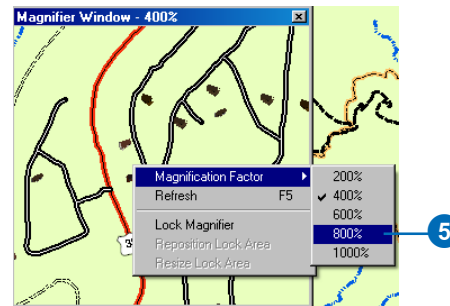 Magnifier Window - 400%
Magnification Factor
Refresh F5
Lock Magnifier
Reposition Lock Area
Resize Lock Area
200%
400%
600%
800%
1000%
5
3